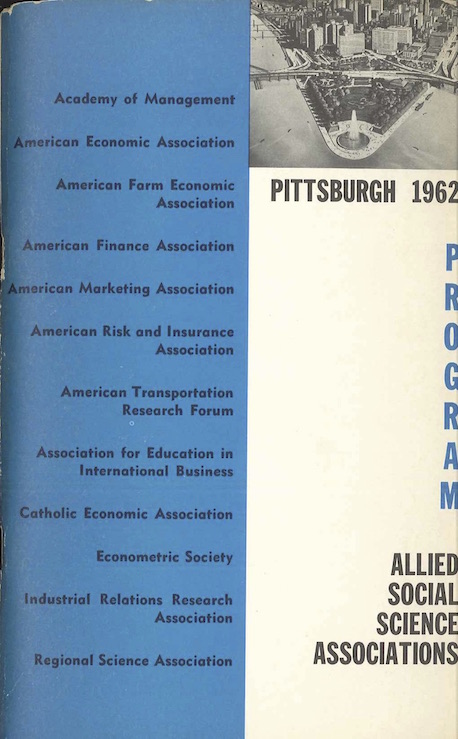 Academy of Management
American Economic Association
American Farm Economic
Association
American Finance Association
American Marketing Association
American Risk and Insurance
Association
American Transportation
Research Forum
Association for Education in
International Business
Catholic Economic Association
Econometric Society
Industrial Relations Research
Association
Regional Science Association
PITTSBURGH 1962
PROGRAM
ALLIED
SOCIAL
SCIENCE
ASSOCIATIONS